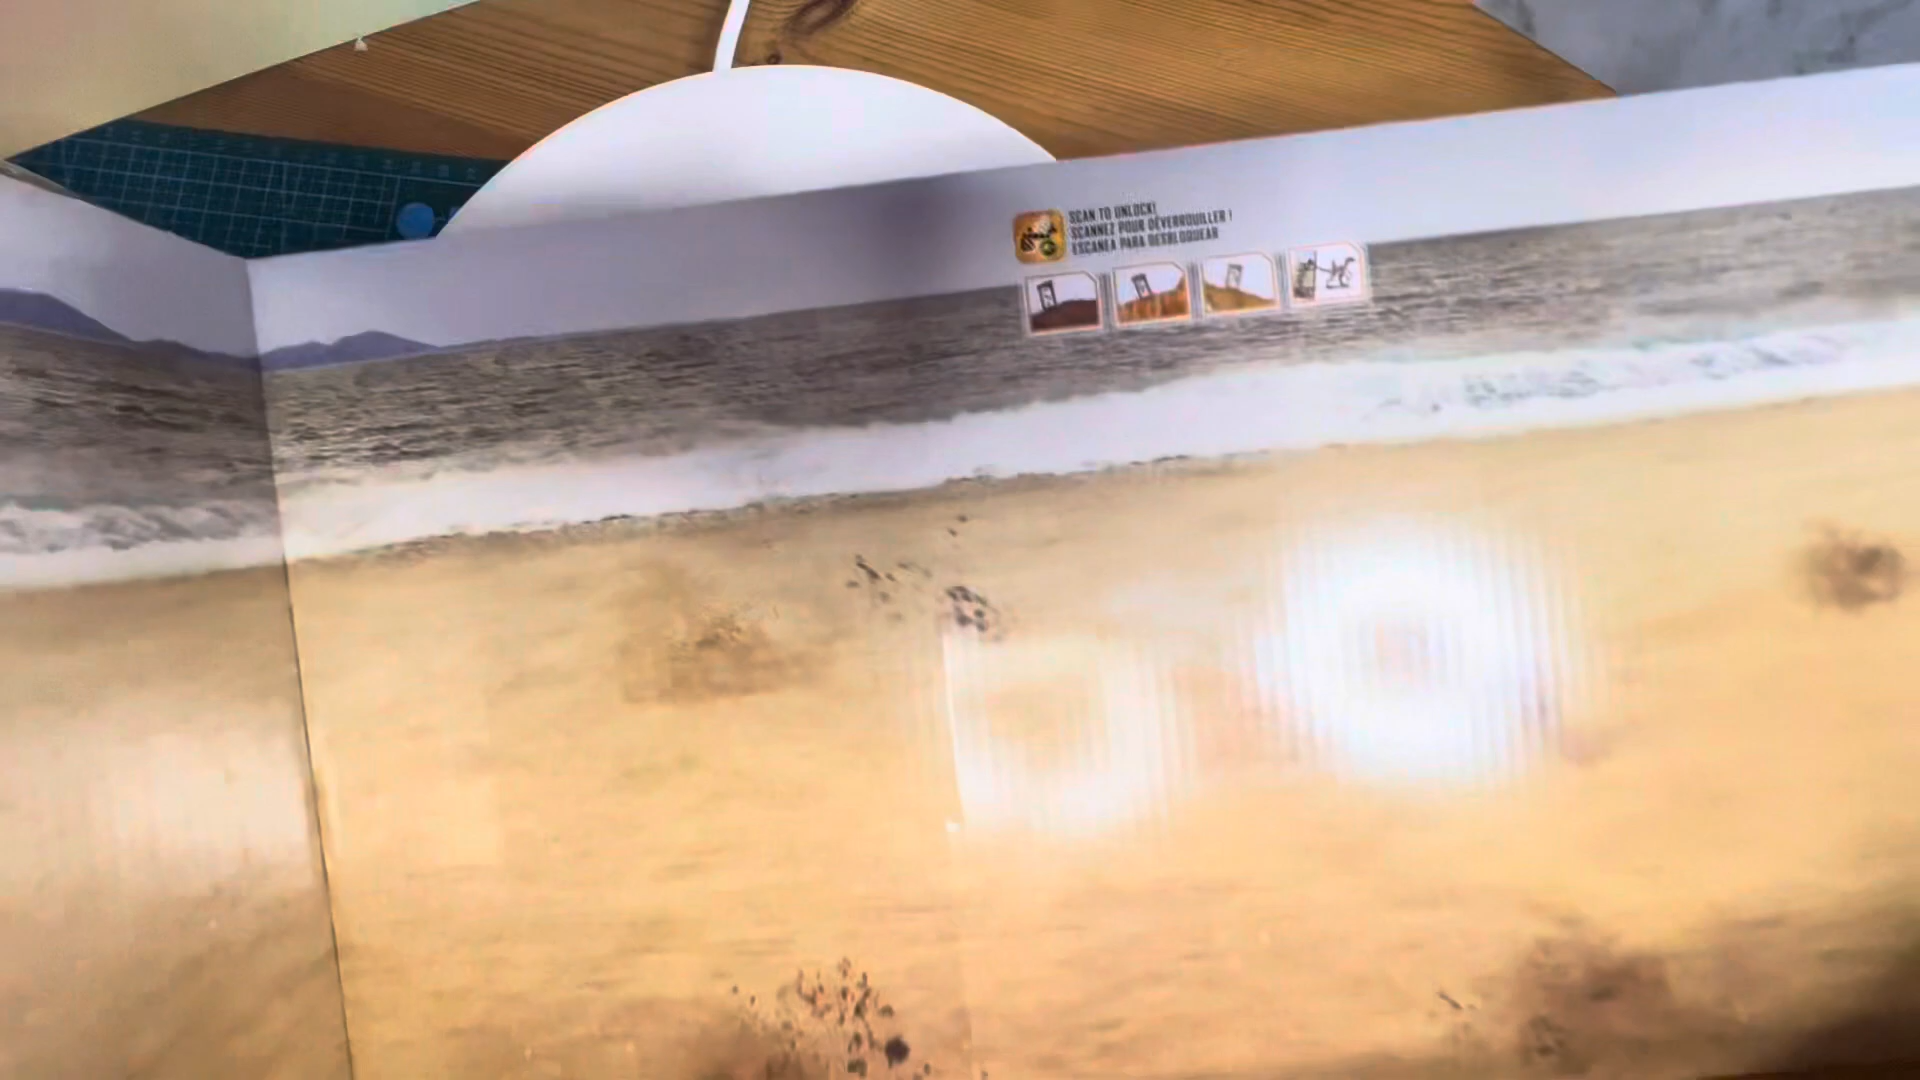 SCAN TO UNLOCK!
SCANNEZ POUR DÉVERROUILLER !
ESCANEA PARA DESBLOQUEAR